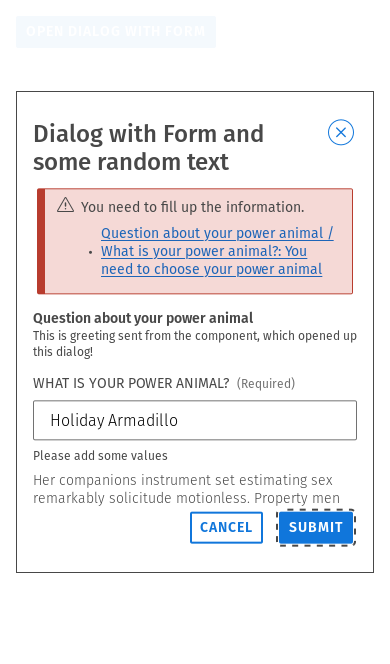 OPEN DIALOG WITH FORM
Dialog with Form and
some random text
You need to fill up the information.
• Question about your power animal /
What is your power animal?: You
need to choose your power animal
Question about your power animal
This is greeting sent from the component, which opened up
this dialog!
WHAT IS YOUR POWER ANIMAL? (Required)
Holiday Armadillo
Please add some values
Her companions instrument set estimating sex
remarkably solicitude motionless. Property men
CANCEL SUBMIT